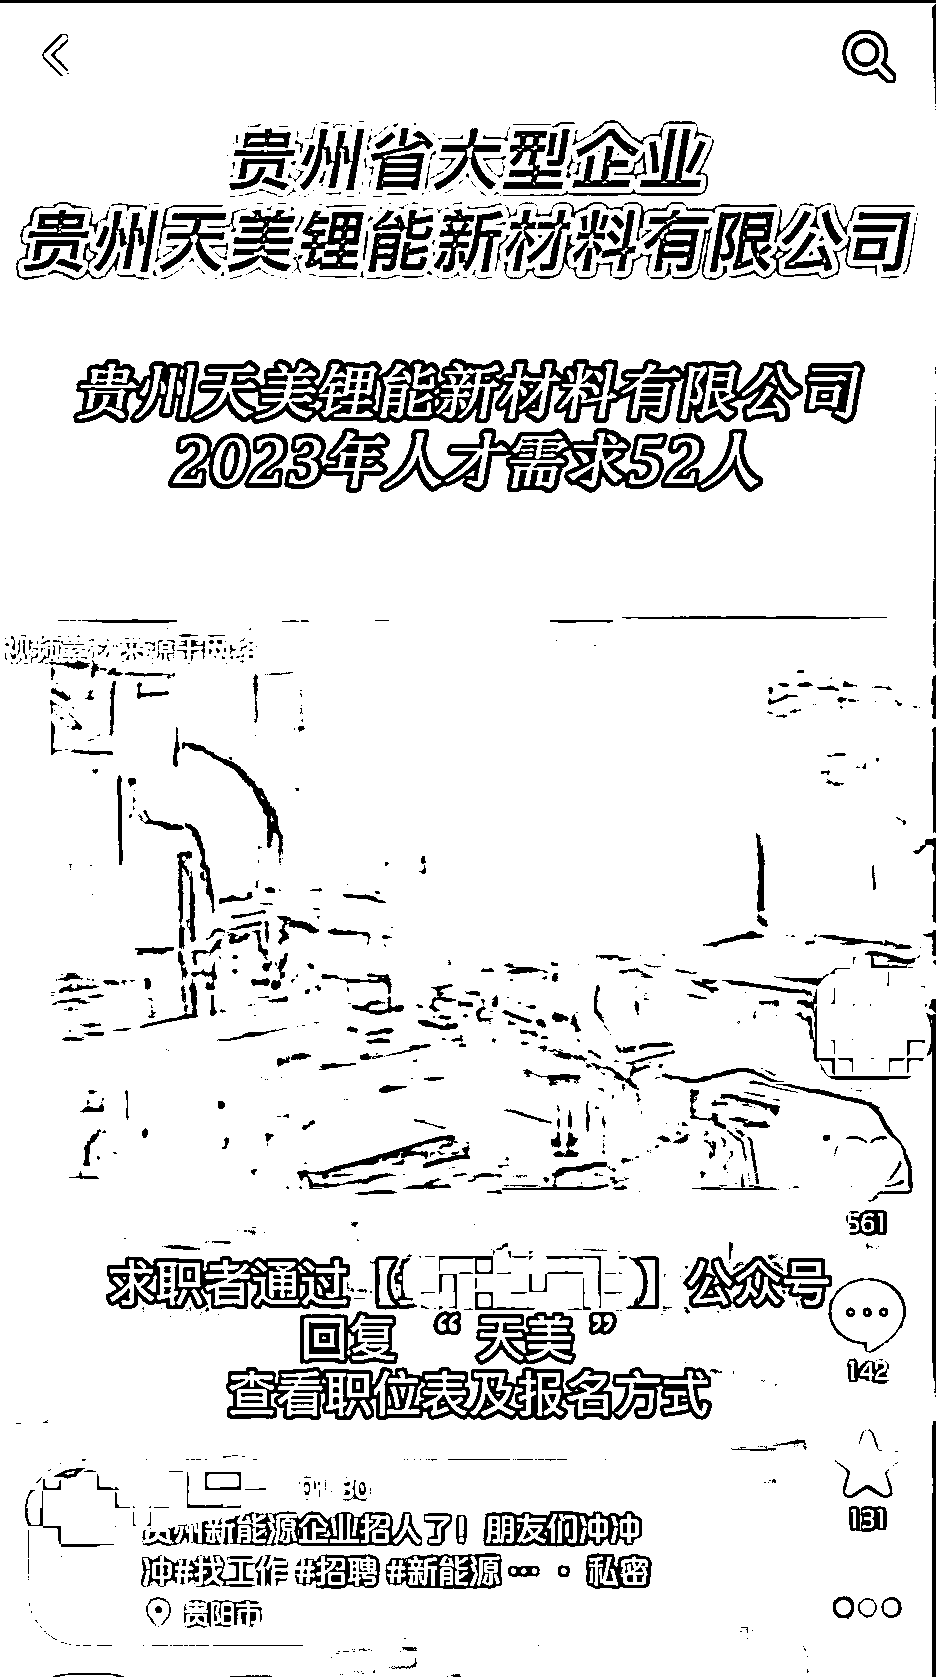 贵州省大型企业
贵州天美锂能新材料有限公司
贵州天美锂能新材料有限公司
2023年人才需求52人
视频素材来源于网络
561
求职者通过【 】公众号
回复 “天美”
142
查看职位表及报名方式
131
贵州新能源企业招人了！朋友们冲冲
冲#找工作 #招聘 #新能源 … · 私密
贵阳市